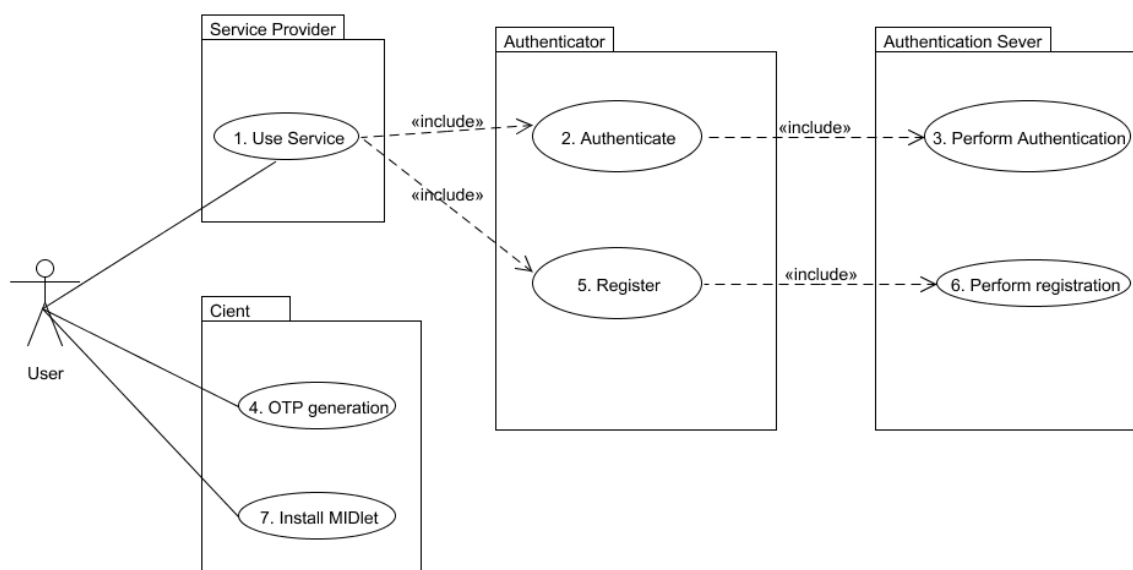 Service Provider
Authenticator
Authentication Sever
1. Use Service
«include»
2. Authenticate
«include»
3. Perform Authentication
«include»
5. Register
«include»
6. Perform registration
User
Cient
4. OTP generation
7. Install MIDlet